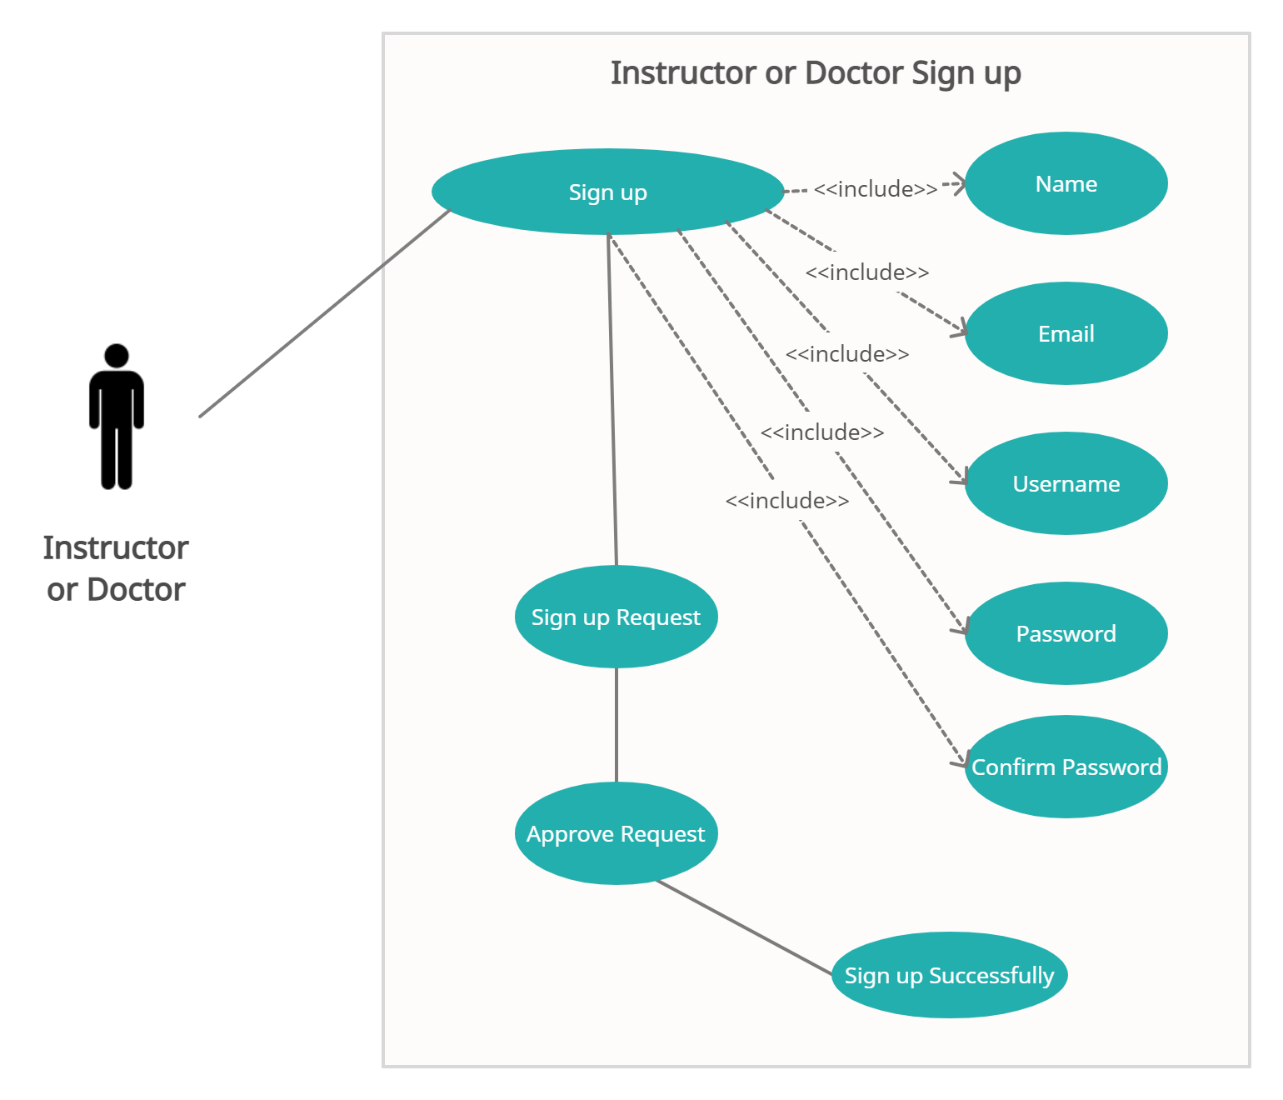 Instructor or Doctor Sign up
Sign up
<<include>>
Name
<<include>>
Email
<<include>>
Username
<<include>>
Password
<<include>>
Confirm Password
Instructor
or Doctor
Sign up Request
Approve Request
Sign up Successfully